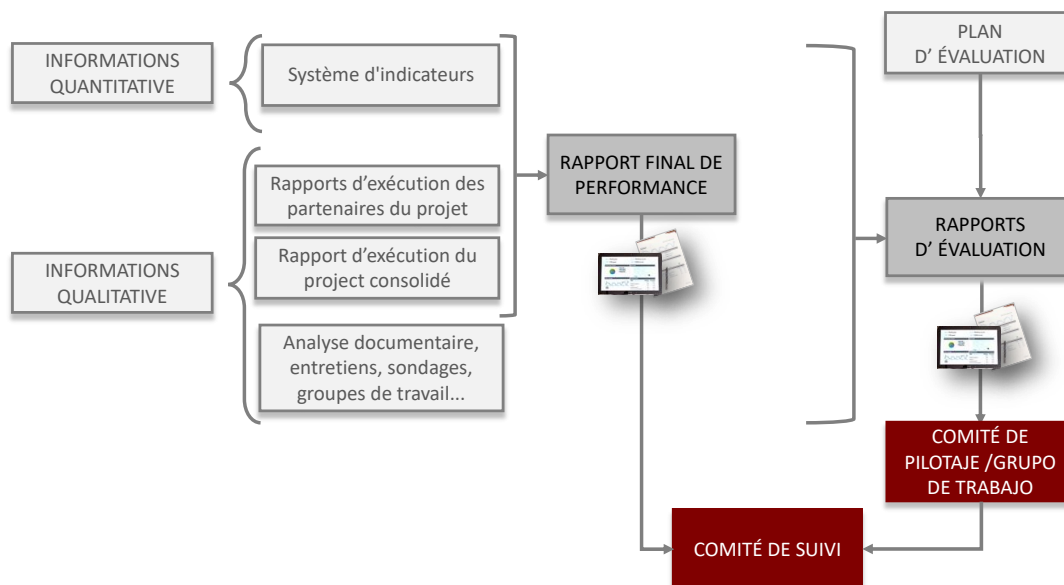 INFORMATIONS
QUANTITATIVE
Système d'indicateurs
INFORMATIONS
QUALITATIVE
Rapports d’exécution des
partenaires du projet
Rapport d’exécution du
project consolidé
Analyse documentaire,
entretiens, sondages,
groupes de travail...
RAPPORT FINAL DE
PERFORMANCE
PLAN
D’ ÉVALUATION
RAPPORTS
D’ ÉVALUATION
COMITÉ DE
PILOTAJE /GRUPO
DE TRABAJO
COMITÉ DE SUIVI